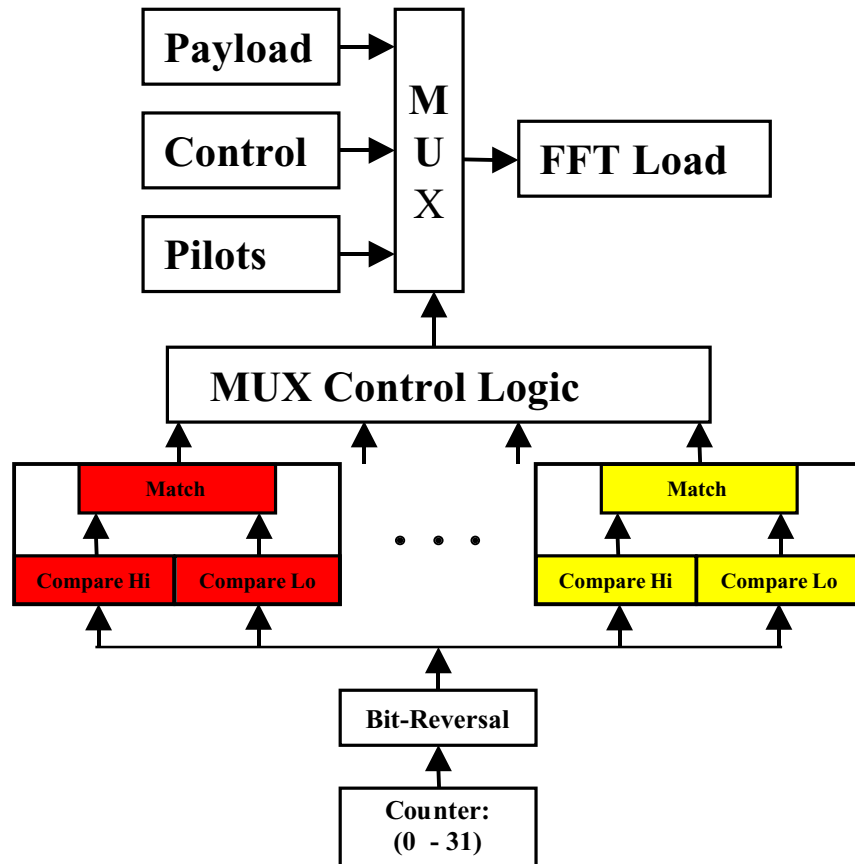 Payload
Control
Pilots
M
U
X
FFT Load
MUX Control Logic
Match
Compare Hi
Compare Lo
. . .
Match
Compare Hi
Compare Lo
Bit-Reversal
Counter:
(0 - 31)